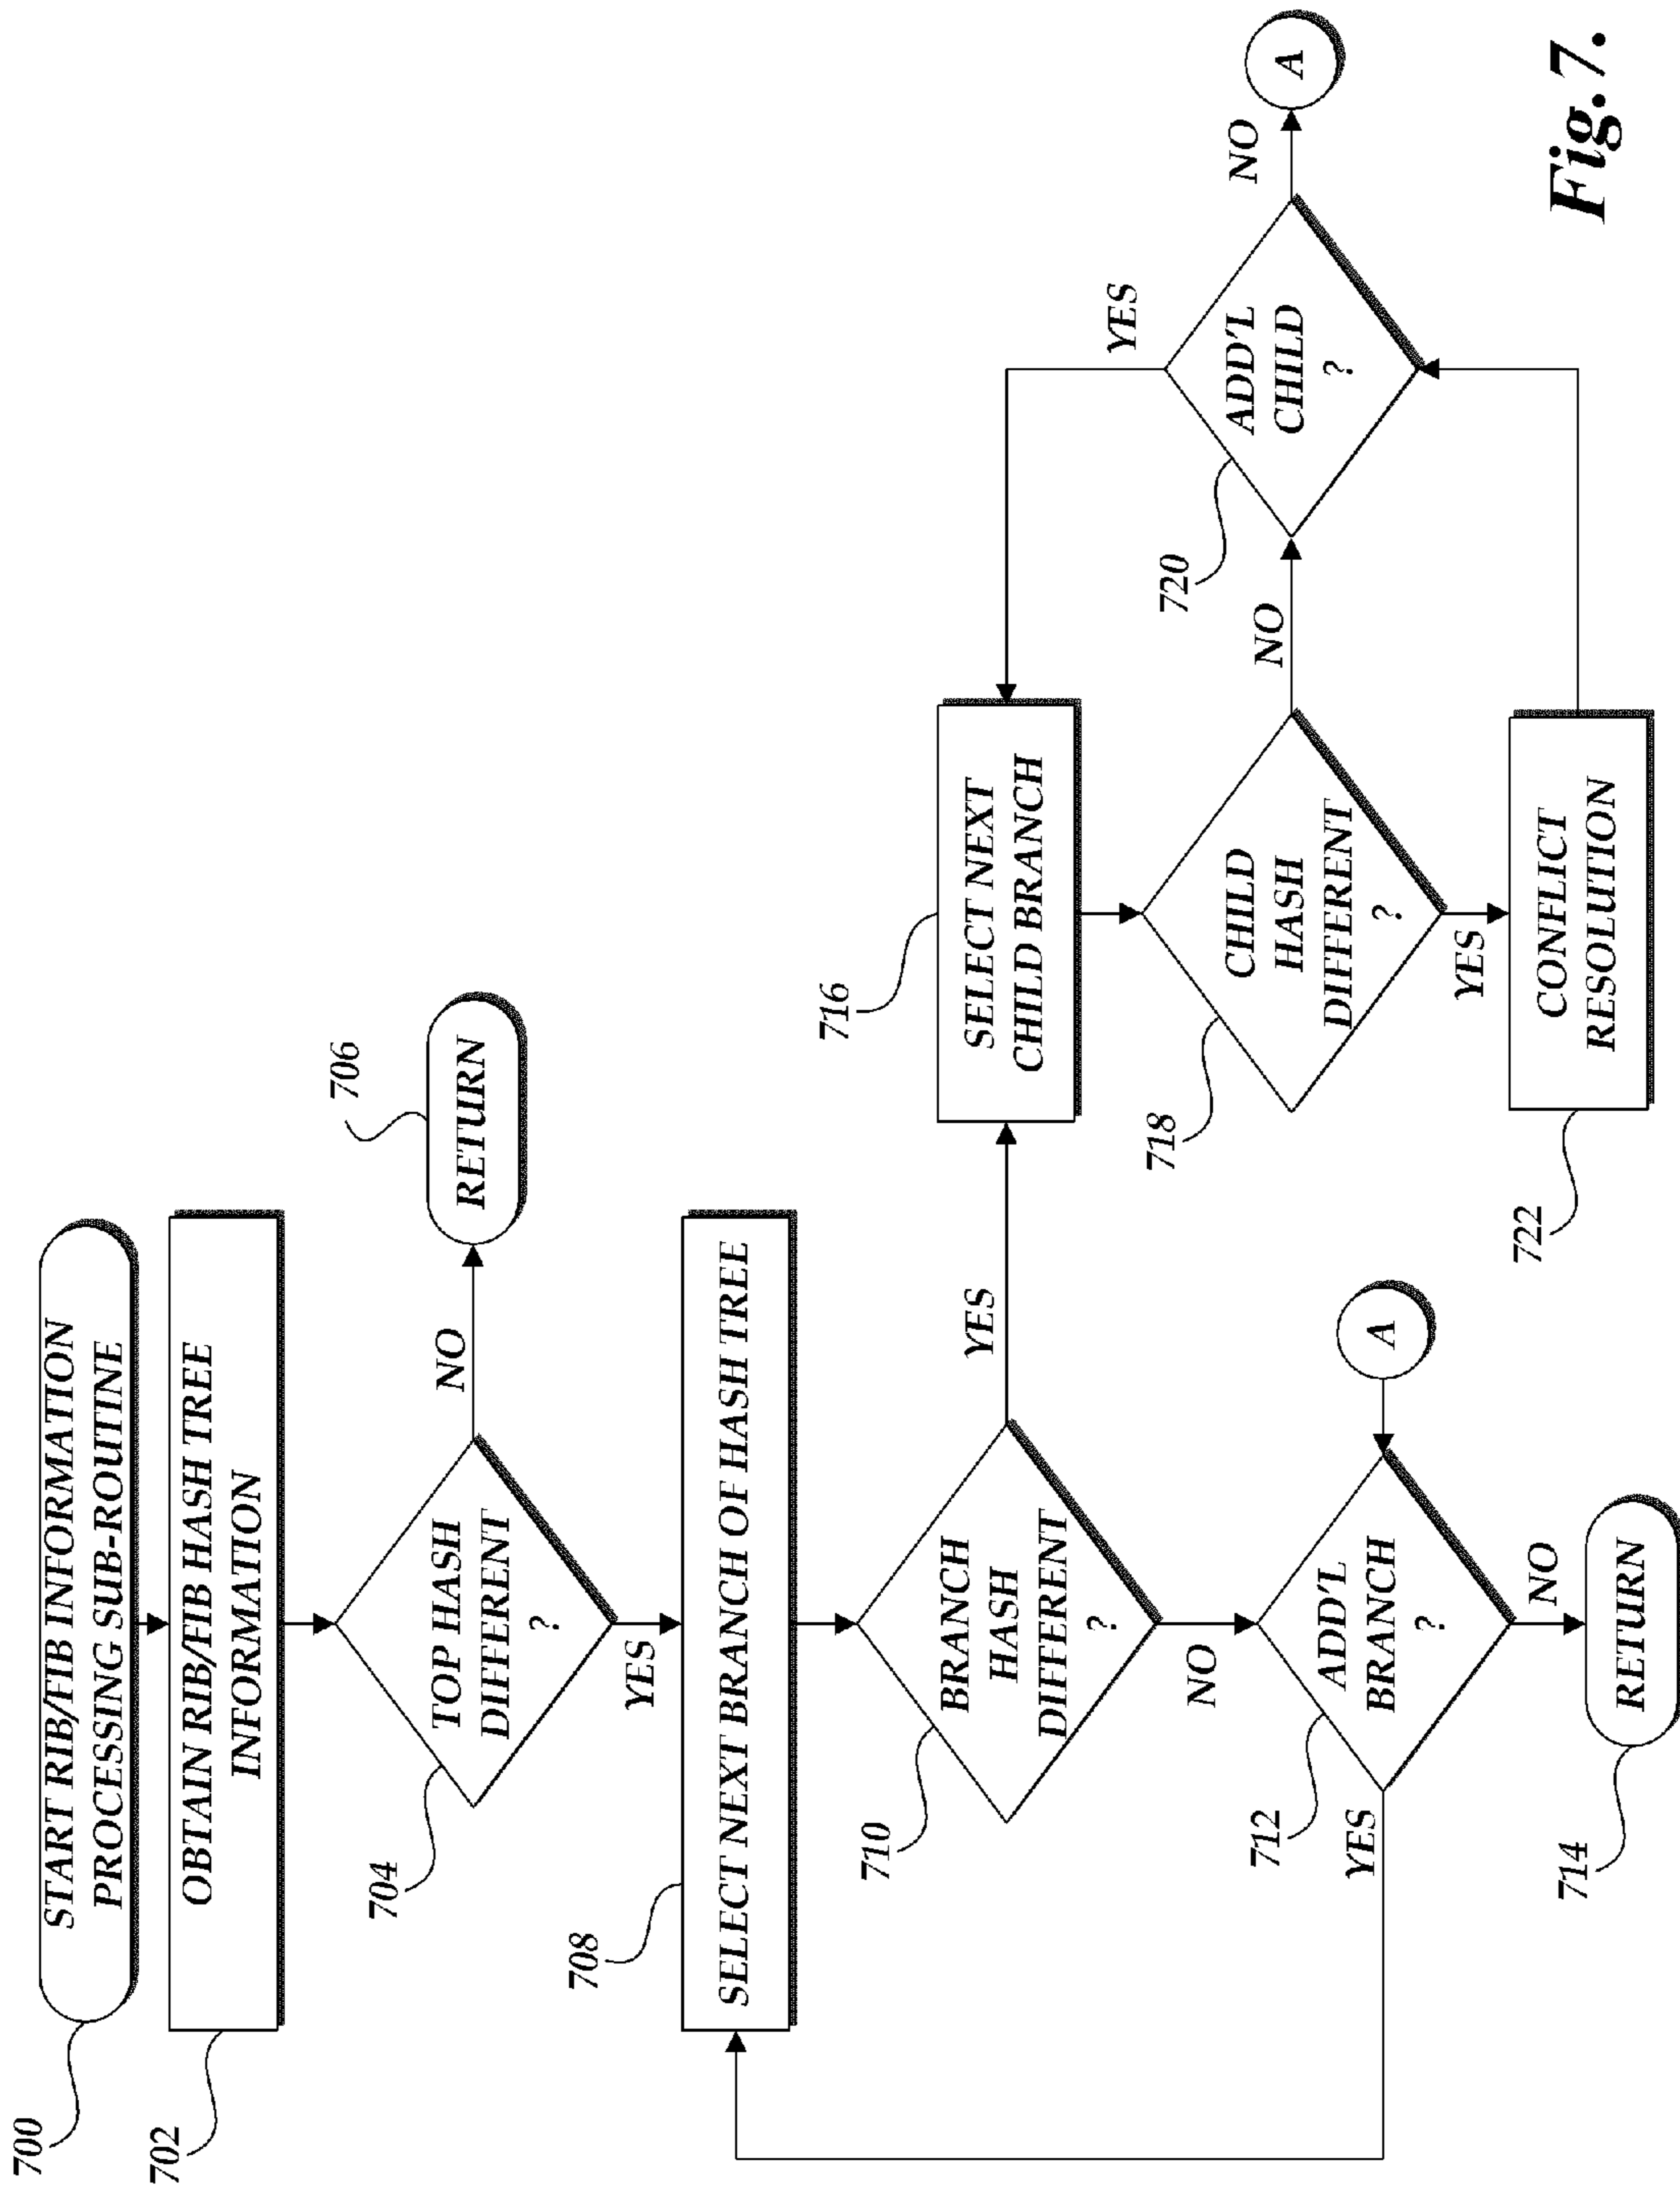 700
START RIB/FIB INFORMATION
PROCESSING SUB-ROUTINE
702
OBTAIN RIB/FIB HASH TREE
INFORMATION
704
TOP HASH
DIFFERENT
?
NO
706
RETURN
YES
708
SELECT NEXT BRANCH OF HASH TREE
710
BRANCH
HASH
DIFFERENT
?
YES
NO
712
ADD'L
BRANCH
?
A
YES
NO
714
RETURN
716
SELECT NEXT
CHILD BRANCH
718
CHILD
HASH
DIFFERENT
?
NO
YES
720
ADD'L
CHILD
?
YES
NO
A
722
CONFLICT
RESOLUTION
Fig.7.